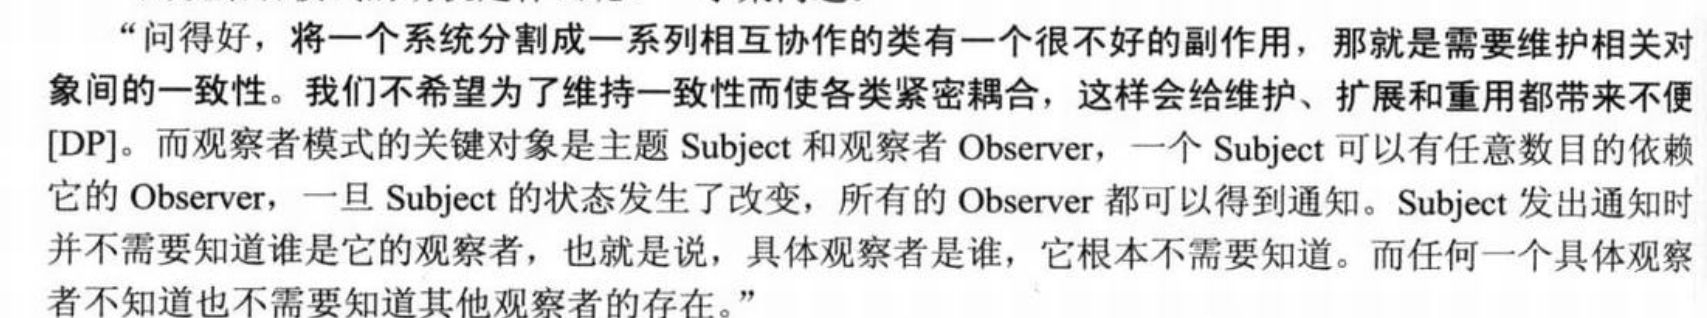 “问得好，将一个系统分割成一系列相互协作的类有一个很不好的副作用，那就是需要维护相关对
象间的一致性。我们不希望为了维持一致性而使各类紧密耦合，这样会给维护、扩展和重用都带来不便
[DP]。而观察者模式的关键对象是主题 Subject 和观察者 Observer，一个 Subject 可以有任意数目的依赖
它的 Observer，一旦 Subject 的状态发生了改变，所有的 Observer 都可以得到通知。Subject 发出通知时
并不需要知道谁是它的观察者，也就是说，具体观察者是谁，它根本不需要知道。而任何一个具体观察
者不知道也不需要知道其他观察者的存在。”